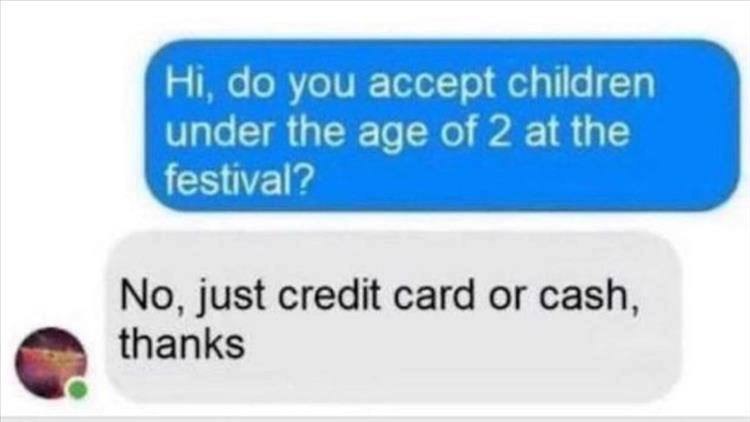 Hi, do you accept children
under the age of 2 at the
festival?
No, just credit card or cash,
thanks